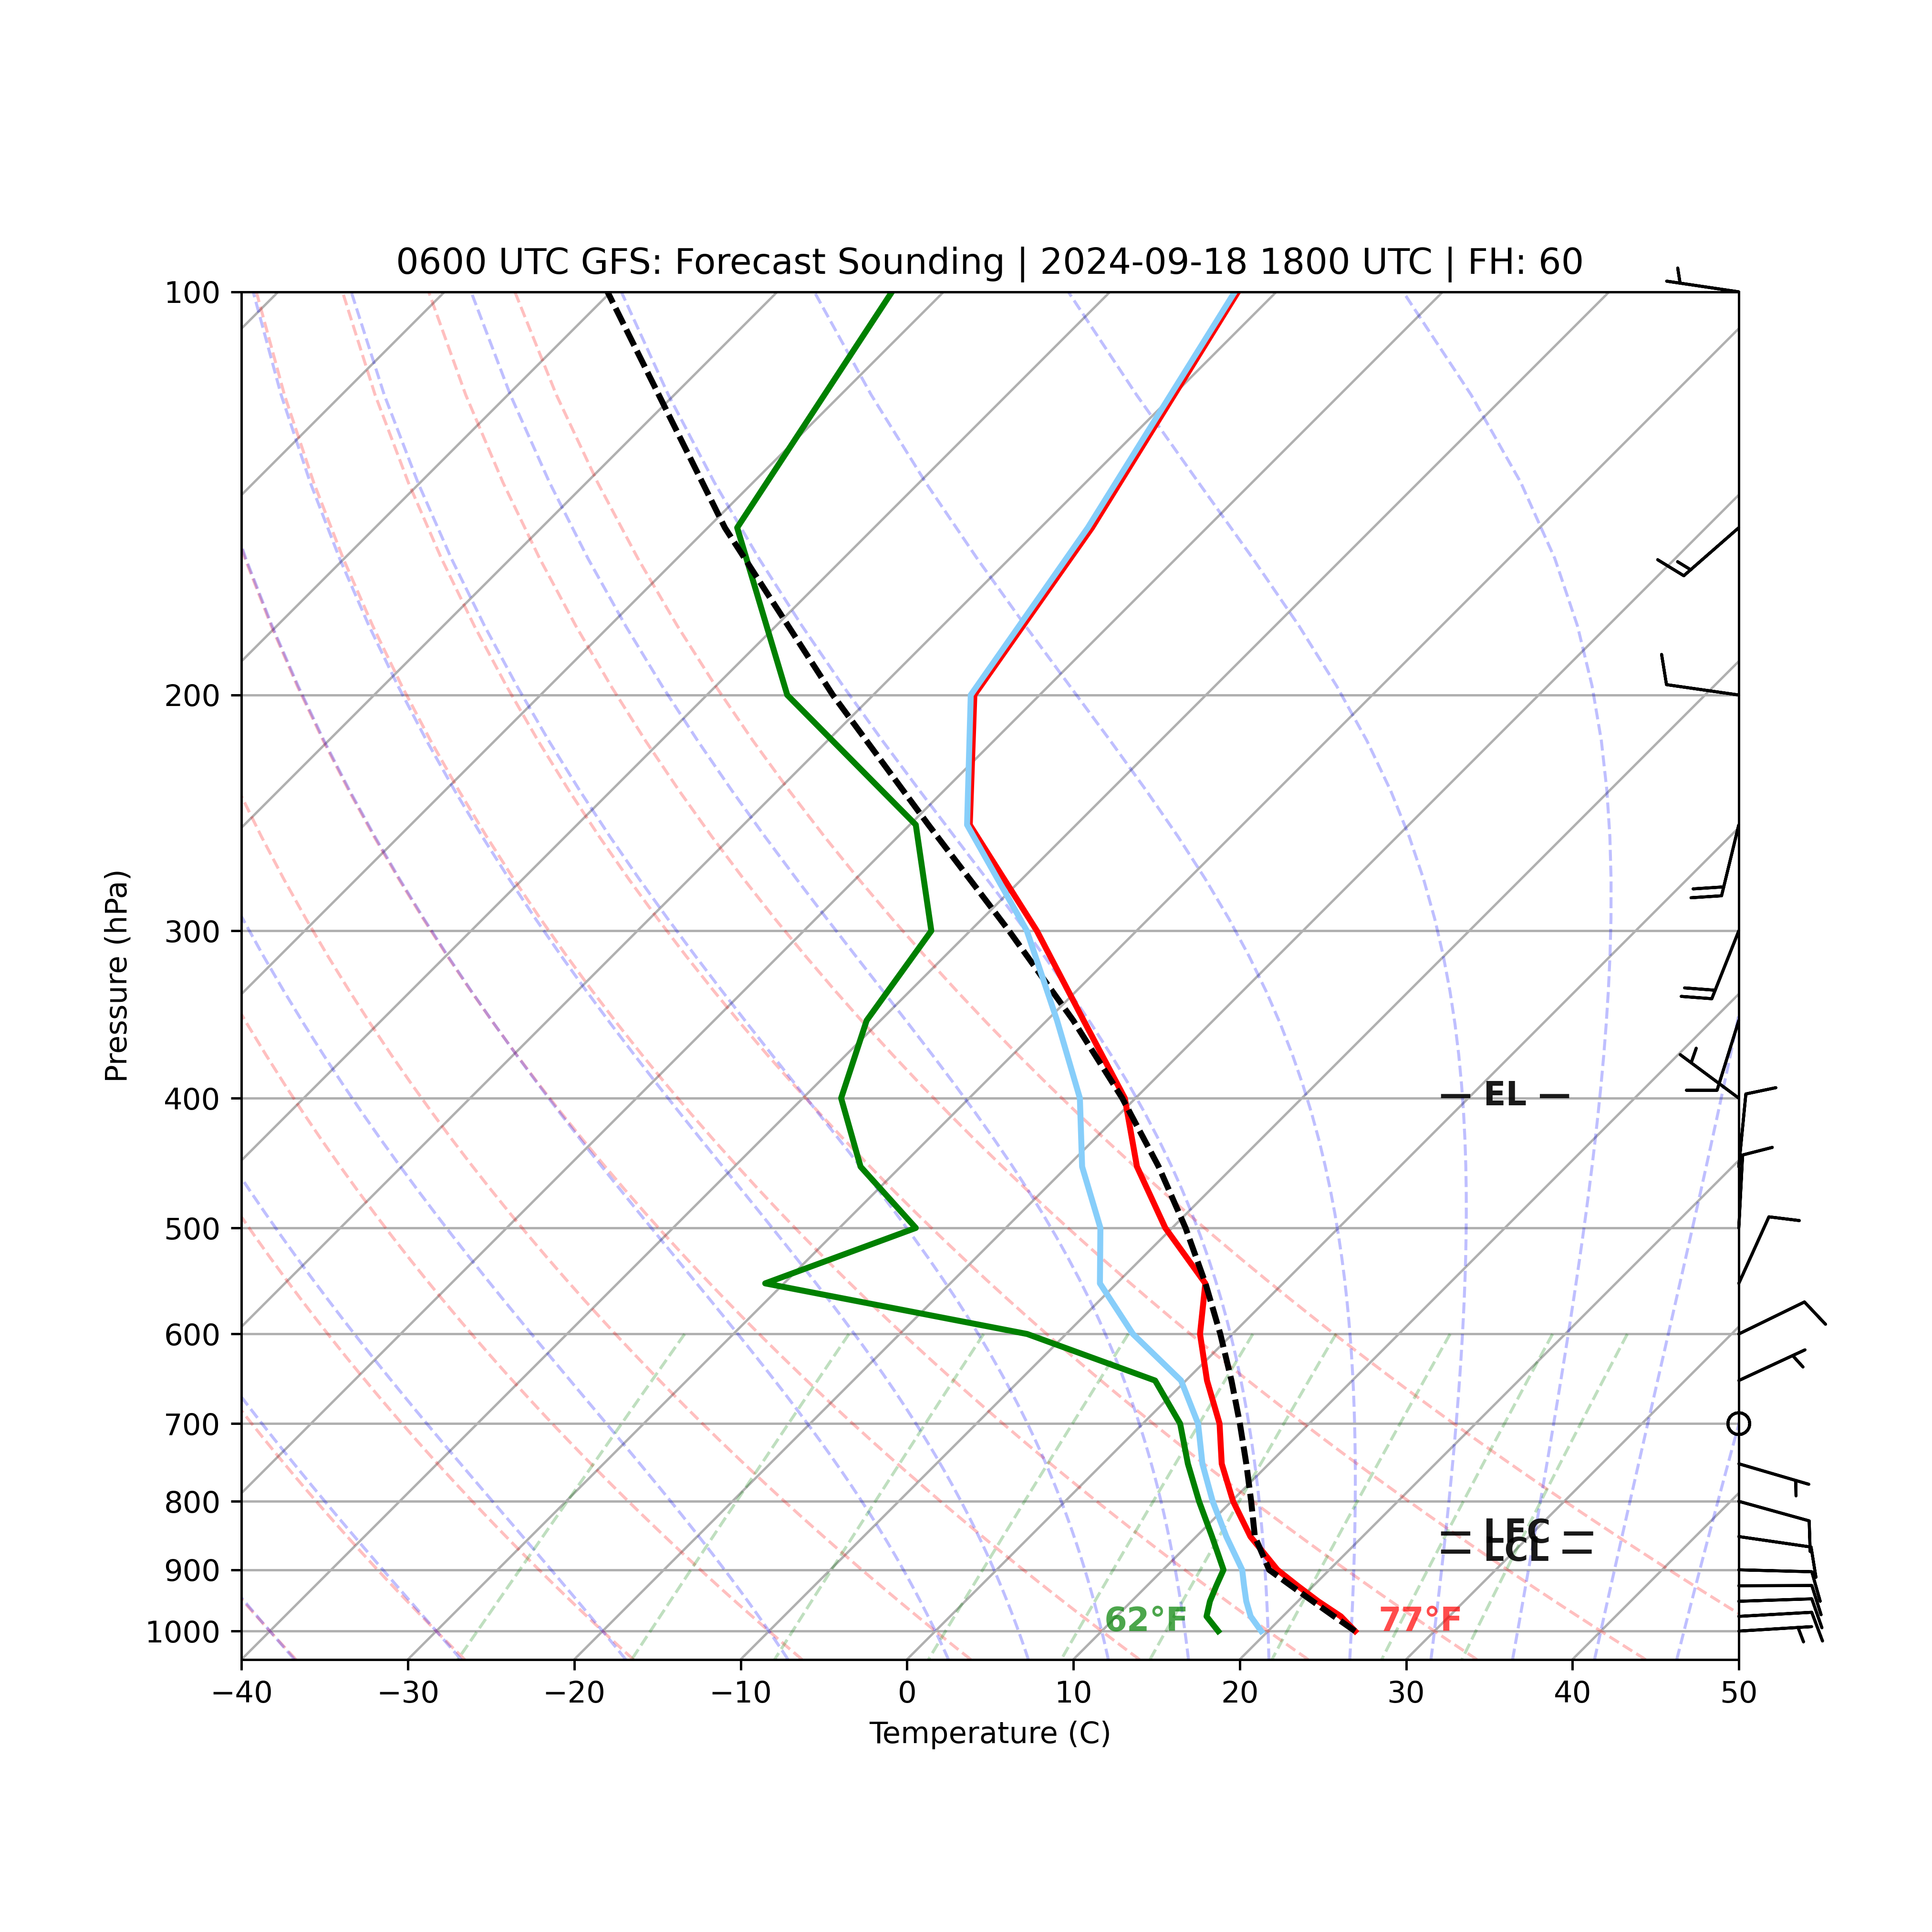 0600 UTC GFS: Forecast Sounding | 2024-09-18 1800 UTC | FH: 60
100
200
300
400
500
600
700
800
900
1000
Pressure (hPa)
— EL —
— LFC —
— LCL —
62°F
77°F
−40 −30 −20 −10 0 10 20 30 40 50
Temperature (C)